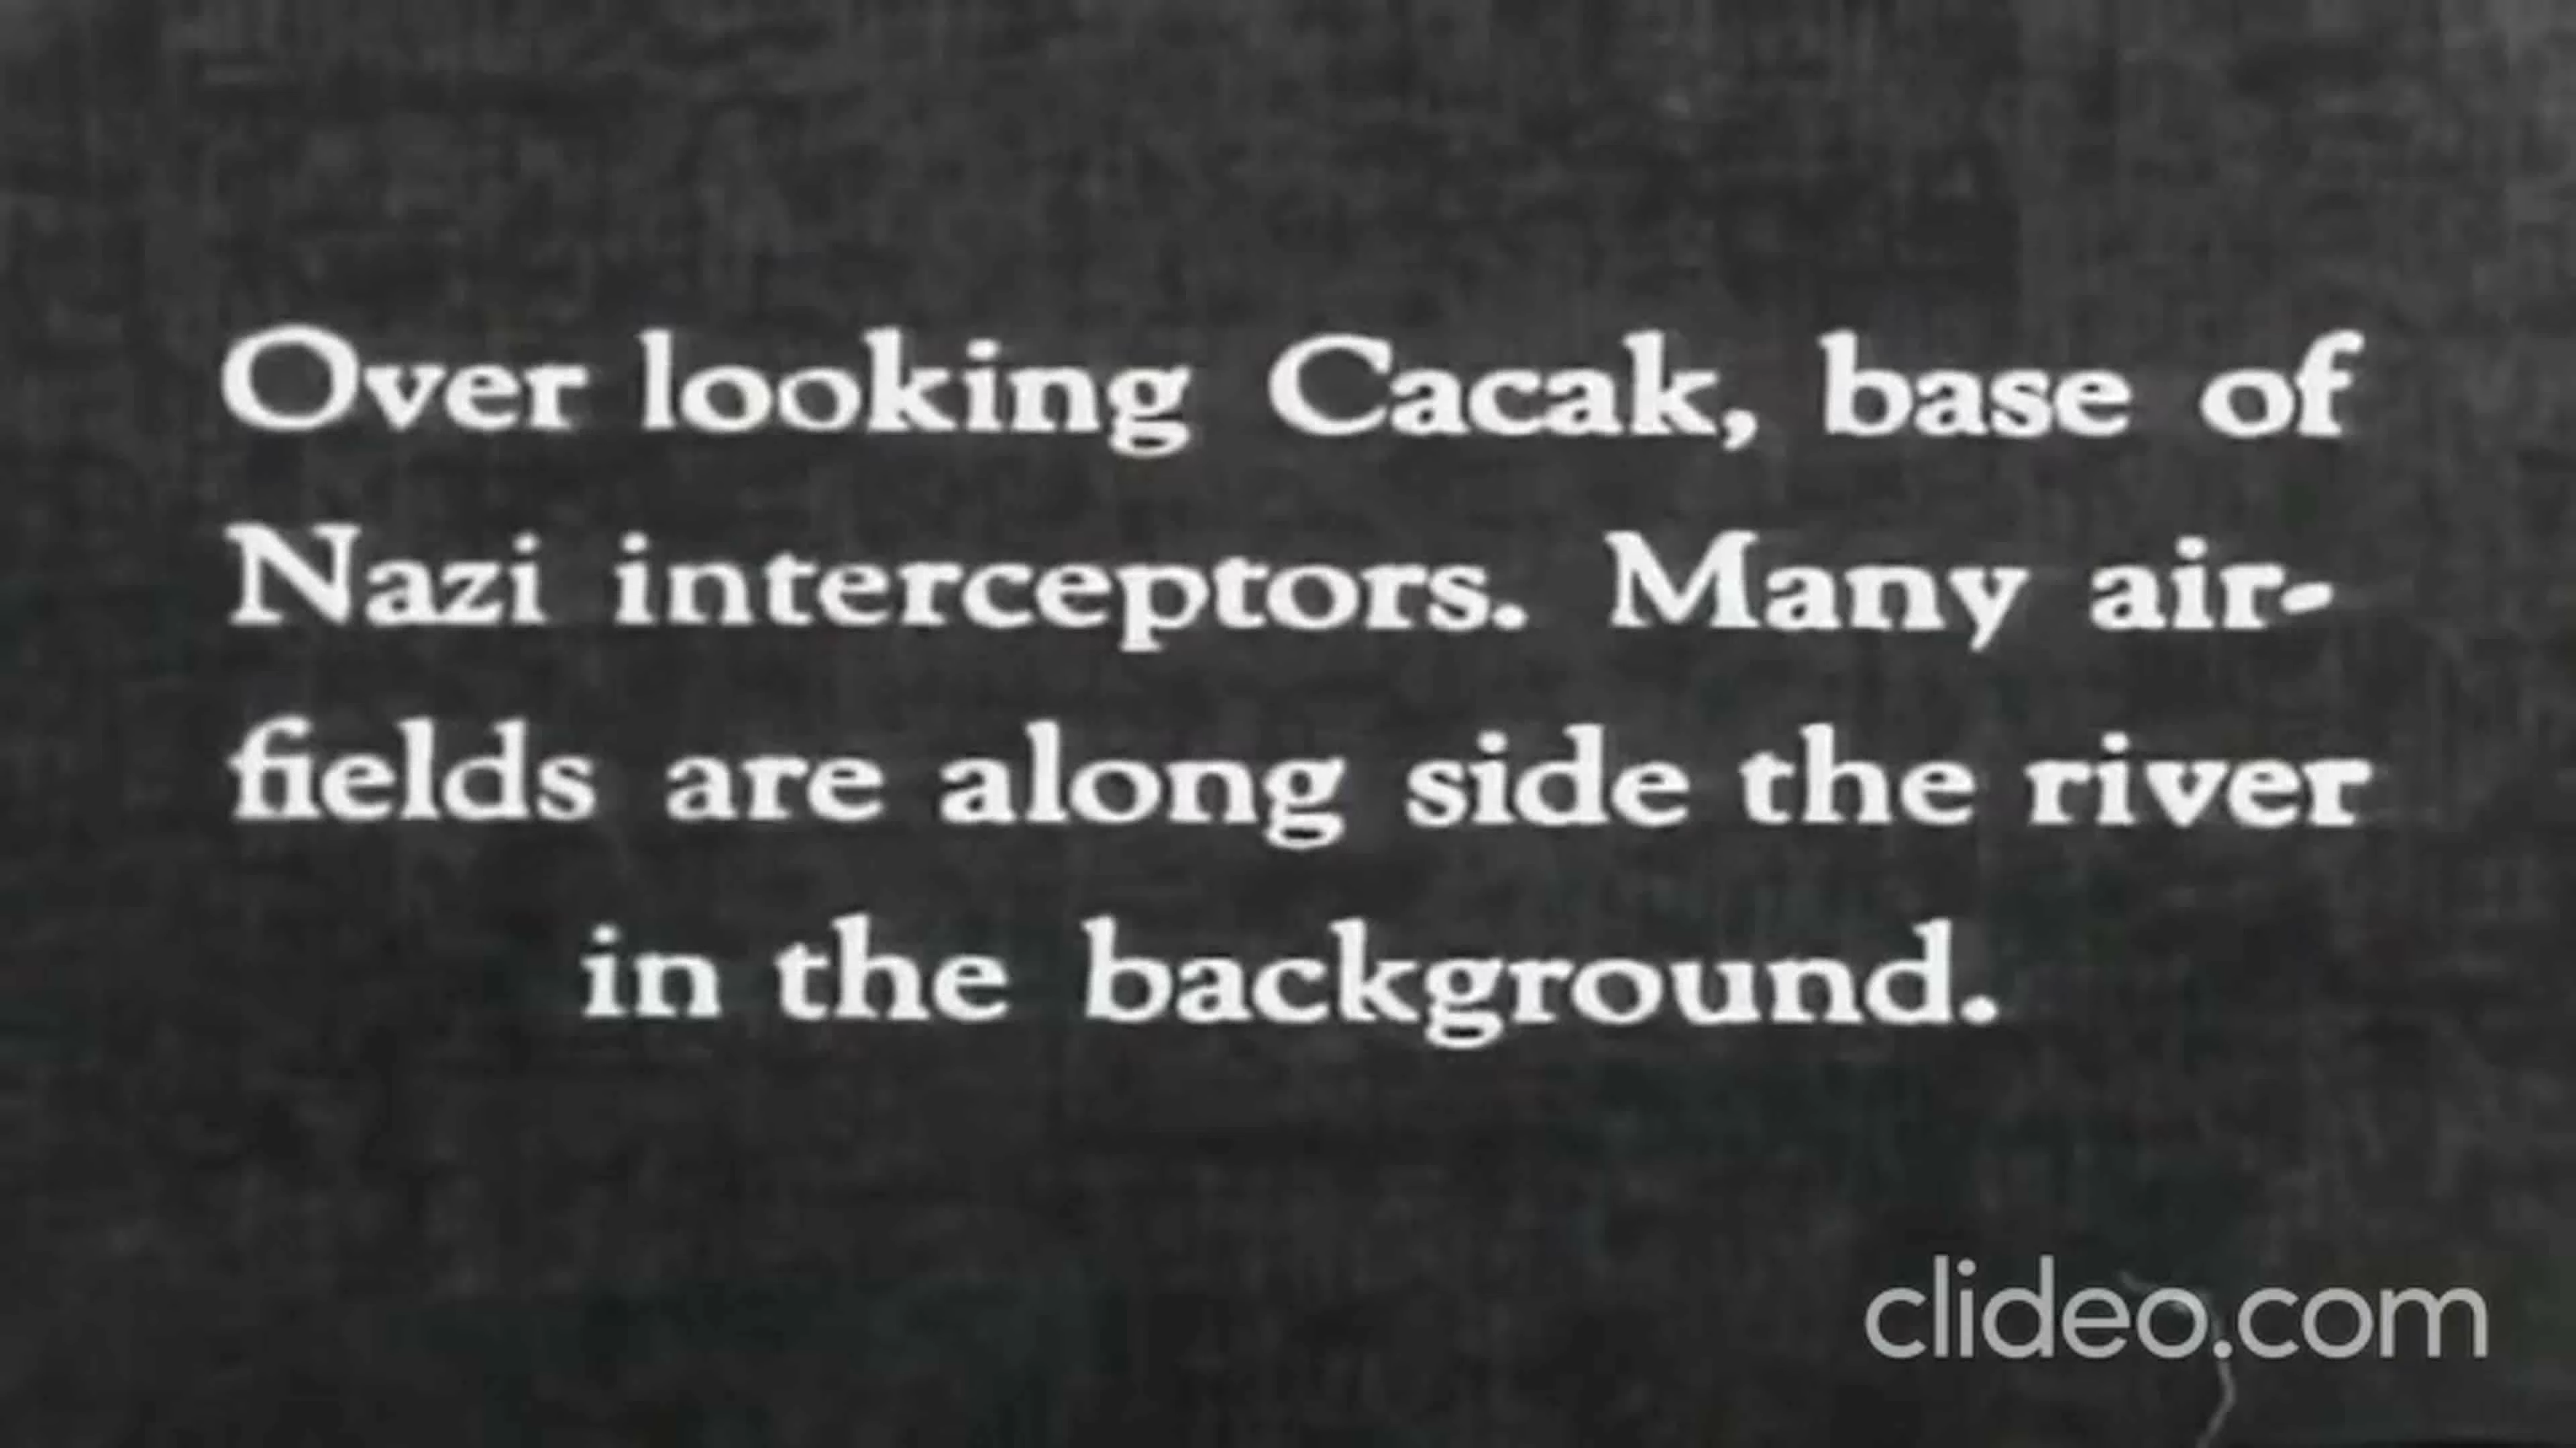 Over looking Cacak, base of
Nazi interceptors. Many air-
fields are along side the river
in the background.
clideo.com